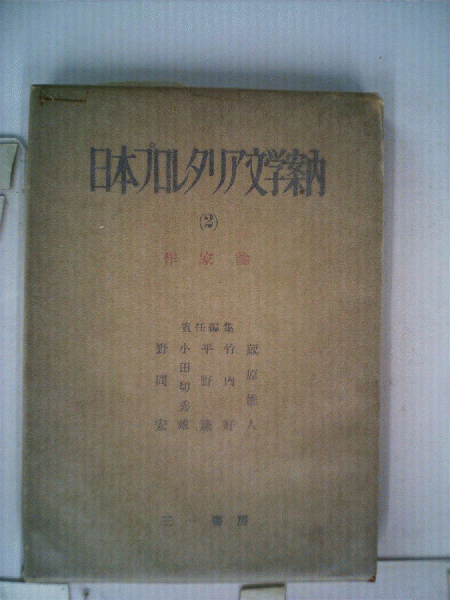 日本プロレタリア文学案内
(2)
作家論
責任編集
蔵原惟人
竹内好
平野謙
小田切秀雄
野間宏
三一書房